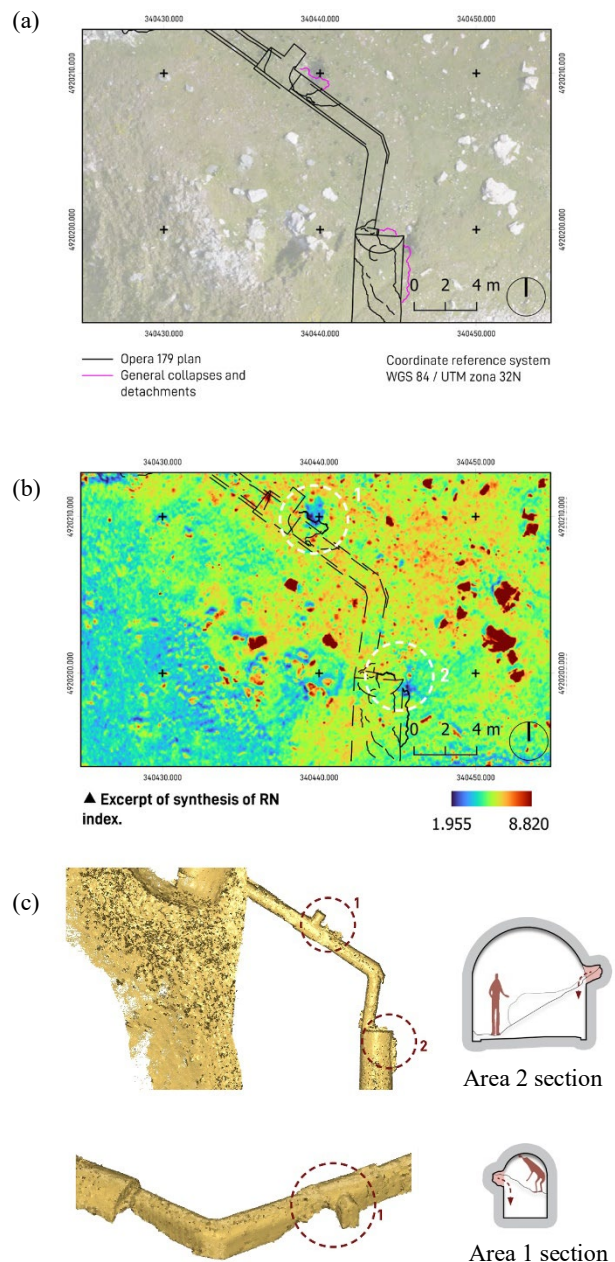 (a)
340430.000 340440.000 340450.000
4920210.000 4920210.000
4920200.000 4920200.000
0 2 4 m
340430.000 340440.000 340450.000
Opera 179 plan
General collapses and
detachments
Coordinate reference system
WGS 84 / UTM zona 32N
(b)
340430.000 340440.000 340450.000
1
4920210.000 4920210.000
2
4920200.000 4920200.000
0 2 4 m
340430.000 340440.000 340450.000
▲ Excerpt of synthesis of RN
index.
1.955 8.820
(c)
1
2
Area 2 section
1
Area 1 section